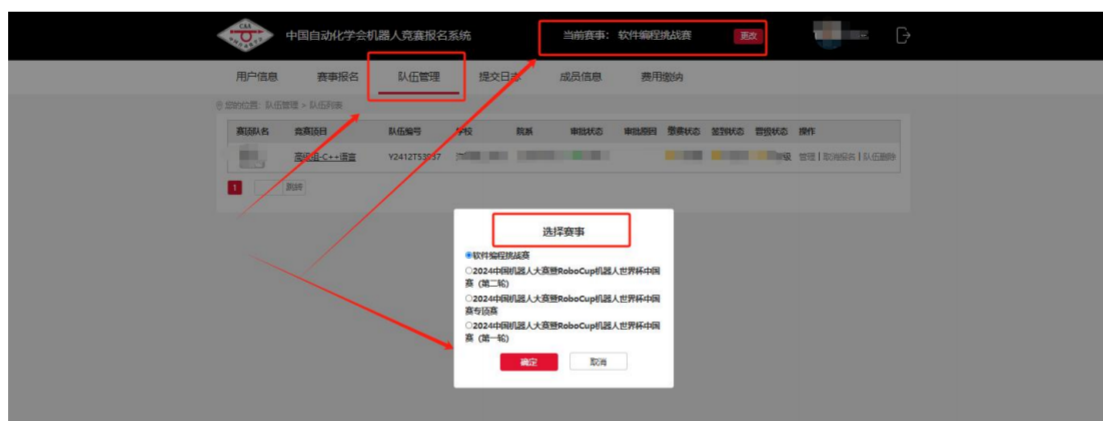 CAA
中国自动化学会机器人竞赛报名系统
当前赛事： 软件编程挑战赛
更改
用户信息
赛事报名
队伍管理
提交日志
成员信息
费用缴纳
您的位置：队伍管理 > 队伍列表
赛项队名 竞赛项目 队伍编号 学校 院系 审批状态 审批原因 缴费状态 签到状态 晋级状态 操作
高级组-C++语言 管理 | 取消报名 | 队伍删除
1
跳转
选择赛事
软件编程挑战赛
2024中国机器人大赛暨RoboCup机器人世界杯中国
赛（第二轮）
2024中国机器人大赛暨RoboCup机器人世界杯中国
赛专项赛
2024中国机器人大赛暨RoboCup机器人世界杯中国
赛（第一轮）
确定
取消